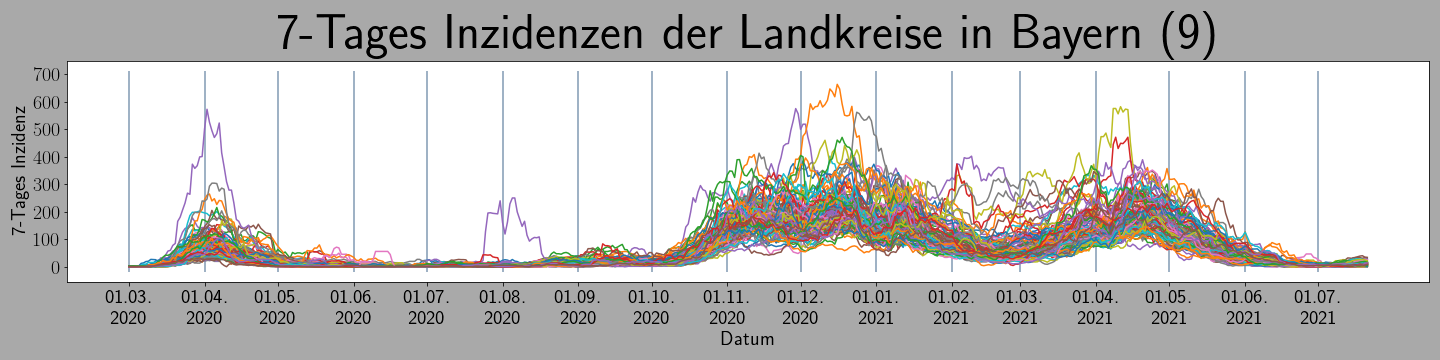 7-Tages Inzidenzen der Landkreise in Bayern (9)
7-Tages Inzidenz
700
600
500
400
300
200
100
0
01.03. 01.04. 01.05. 01.06. 01.07. 01.08. 01.09. 01.10. 01.11. 01.12. 01.01. 01.02. 01.03. 01.04. 01.05. 01.06. 01.07.
2020 2020 2020 2020 2020 2020 2020 2020 2020 2020 2021 2021 2021 2021 2021 2021 2021
Datum